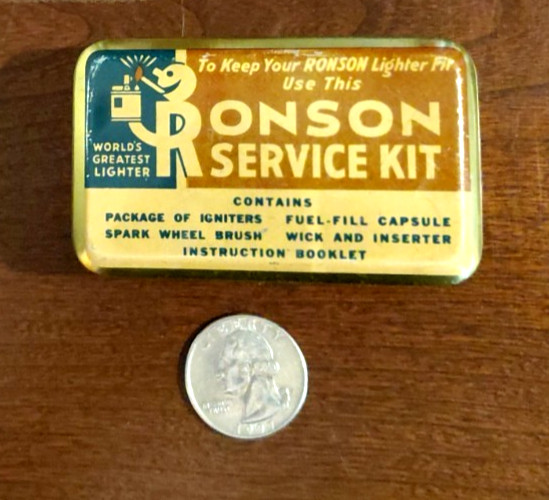 To Keep Your RONSON Lighter Fit
Use This
RONSON
SERVICE KIT
WORLD'S
GREATEST
LIGHTER
CONTAINS
PACKAGE OF IGNITERS FUEL-FILL CAPSULE
SPARK WHEEL BRUSH WICK AND INSERTER
INSTRUCTION BOOKLET
LIBERTY